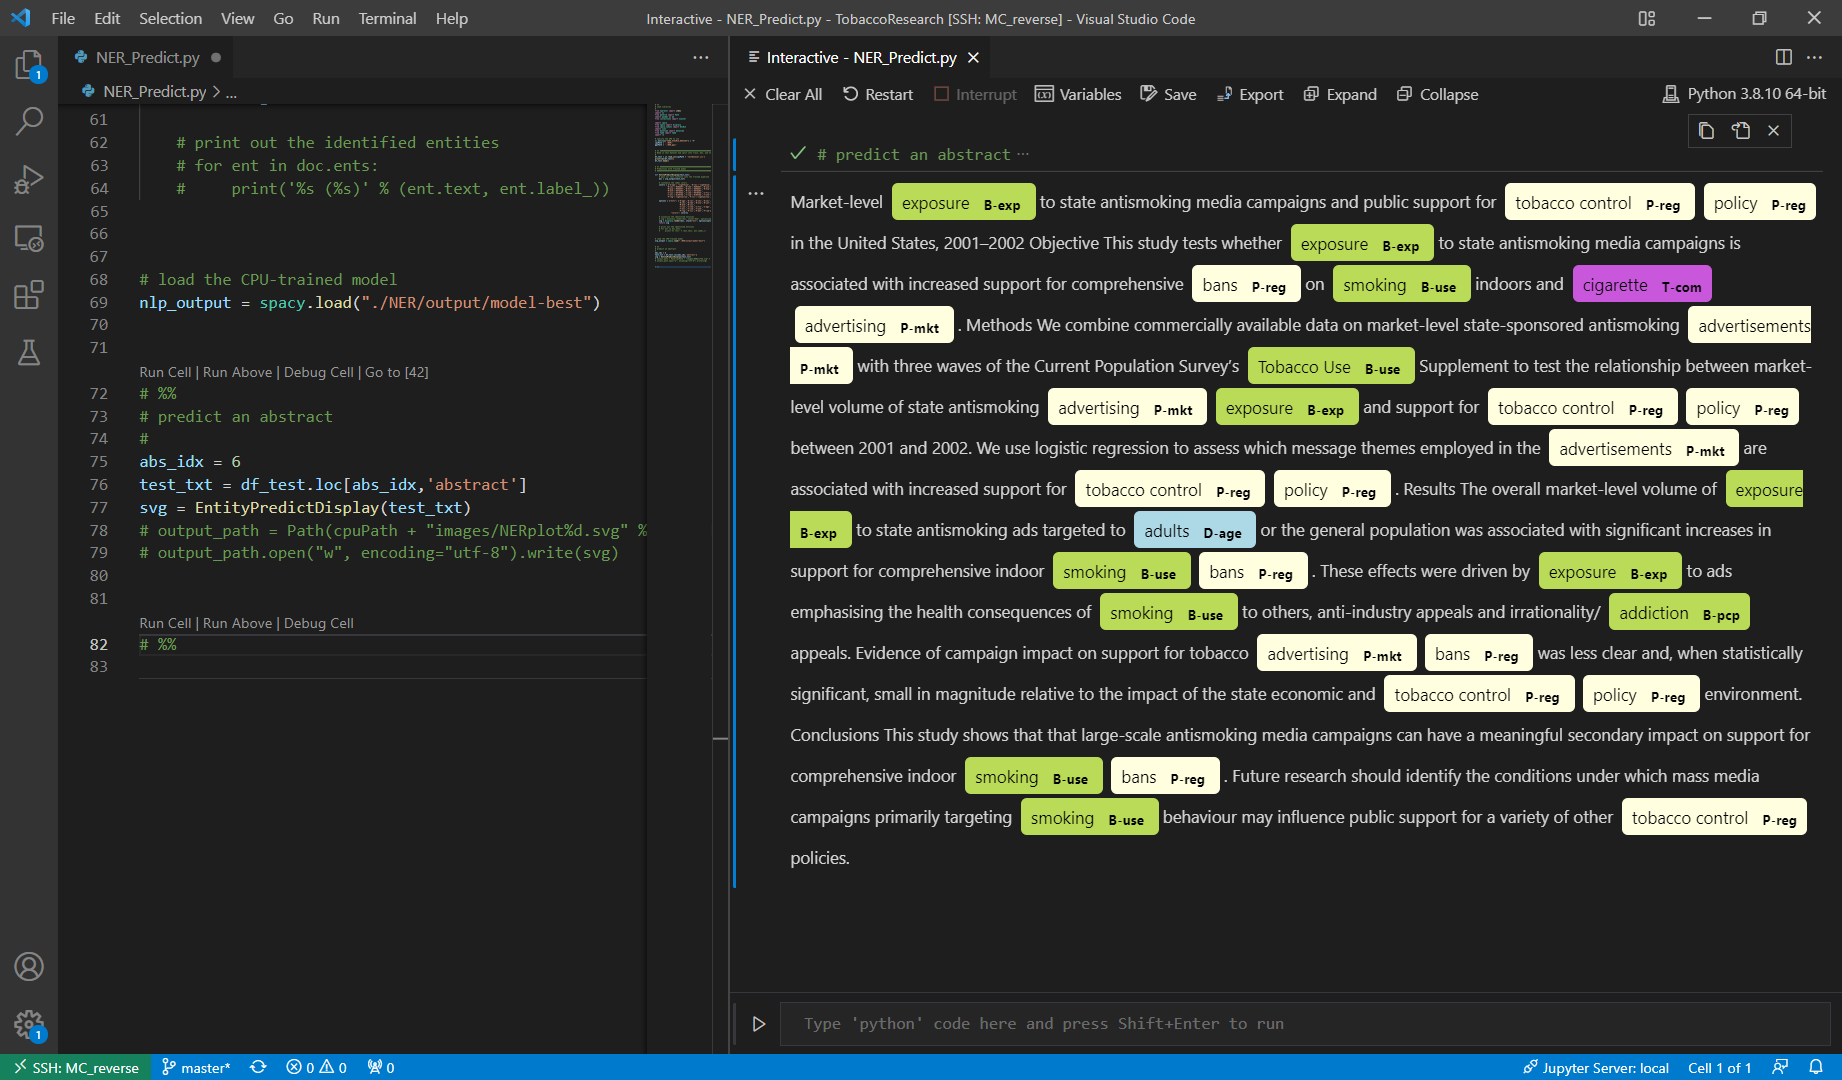 File Edit Selection View Go Run Terminal Help
Interactive - NER_Predict.py - TobaccoResearch [SSH: MC_reverse] - Visual Studio Code
1
NER_Predict.py
NER_Predict.py > ...
61
62 # print out the identified entities
63 # for ent in doc.ents:
64 #     print('%s (%s)' % (ent.text, ent.label_))
65
66
67
68 # load the CPU-trained model
69 nlp_output = spacy.load("./NER/output/model-best")
70
71
Run Cell | Run Above | Debug Cell | Go to [42]
72 # %%
73 # predict an abstract
74 #
75 abs_idx = 6
76 test_txt = df_test.loc[abs_idx,'abstract']
77 svg = EntityPredictDisplay(test_txt)
78 # output_path = Path(cpuPath + "images/NERplot%d.svg" %
79 # output_path.open("w", encoding="utf-8").write(svg)
80
81
Run Cell | Run Above | Debug Cell
82 # %%
83
Interactive - NER_Predict.py
Clear All Restart Interrupt Variables Save Export Expand Collapse
Python 3.8.10 64-bit
# predict an abstract ...
Market-level exposure B-exp to state antismoking media campaigns and public support for tobacco control P-reg policy P-reg
in the United States, 2001–2002 Objective This study tests whether exposure B-exp to state antismoking media campaigns is
associated with increased support for comprehensive bans P-reg on smoking B-use indoors and cigarette T-com
advertising P-mkt . Methods We combine commercially available data on market-level state-sponsored antismoking advertisements
P-mkt with three waves of the Current Population Survey’s Tobacco Use B-use Supplement to test the relationship between market-
level volume of state antismoking advertising P-mkt exposure B-exp and support for tobacco control P-reg policy P-reg
between 2001 and 2002. We use logistic regression to assess which message themes employed in the advertisements P-mkt are
associated with increased support for tobacco control P-reg policy P-reg . Results The overall market-level volume of exposure
B-exp to state antismoking ads targeted to adults D-age or the general population was associated with significant increases in
support for comprehensive indoor smoking B-use bans P-reg . These effects were driven by exposure B-exp to ads
emphasising the health consequences of smoking B-use to others, anti-industry appeals and irrationality/ addiction B-pcp
appeals. Evidence of campaign impact on support for tobacco advertising P-mkt bans P-reg was less clear and, when statistically
significant, small in magnitude relative to the impact of the state economic and tobacco control P-reg policy P-reg environment.
Conclusions This study shows that that large-scale antismoking media campaigns can have a meaningful secondary impact on support for
comprehensive indoor smoking B-use bans P-reg . Future research should identify the conditions under which mass media
campaigns primarily targeting smoking B-use behaviour may influence public support for a variety of other tobacco control P-reg
policies.
Type 'python' code here and press Shift+Enter to run
1
SSH: MC_reverse master* 0 0 0
Jupyter Server: local Cell 1 of 1